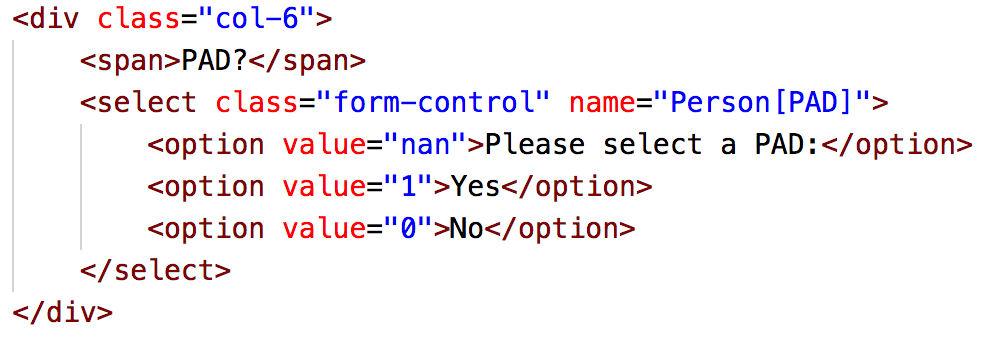 <div class="col-6">
<span>PAD?</span>
<select class="form-control" name="Person[PAD]">
<option value="nan">Please select a PAD:</option>
<option value="1">Yes</option>
<option value="0">No</option>
</select>
</div>